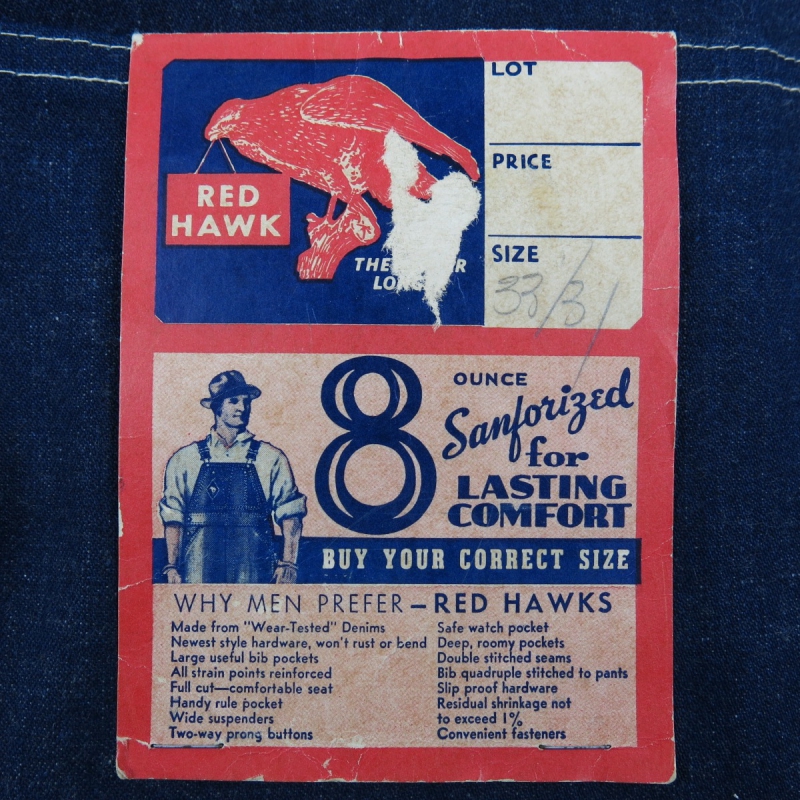 RED
HAWK
THE
LOT
PRICE
SIZE
33/31
8
OUNCE
Sanforized
for
LASTING
COMFORT
BUY YOUR CORRECT SIZE
WHY MEN PREFER—RED HAWKS
Made from "Wear-Tested" Denims
Newest style hardware, won't rust or bend
Large useful bib pockets
All strain points reinforced
Full cut—comfortable seat
Handy rule pocket
Wide suspenders
Two-way prong buttons
Safe watch pocket
Deep, roomy pockets
Double stitched seams
Bib quadruple stitched to pants
Slip proof hardware
Residual shrinkage not
to exceed 1%
Convenient fasteners